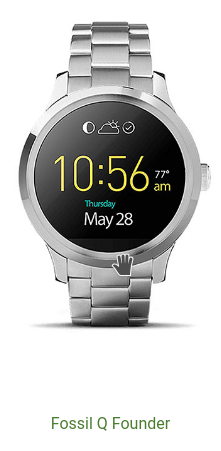 10:56 77° am
Thursday
May 28
Fossil Q Founder